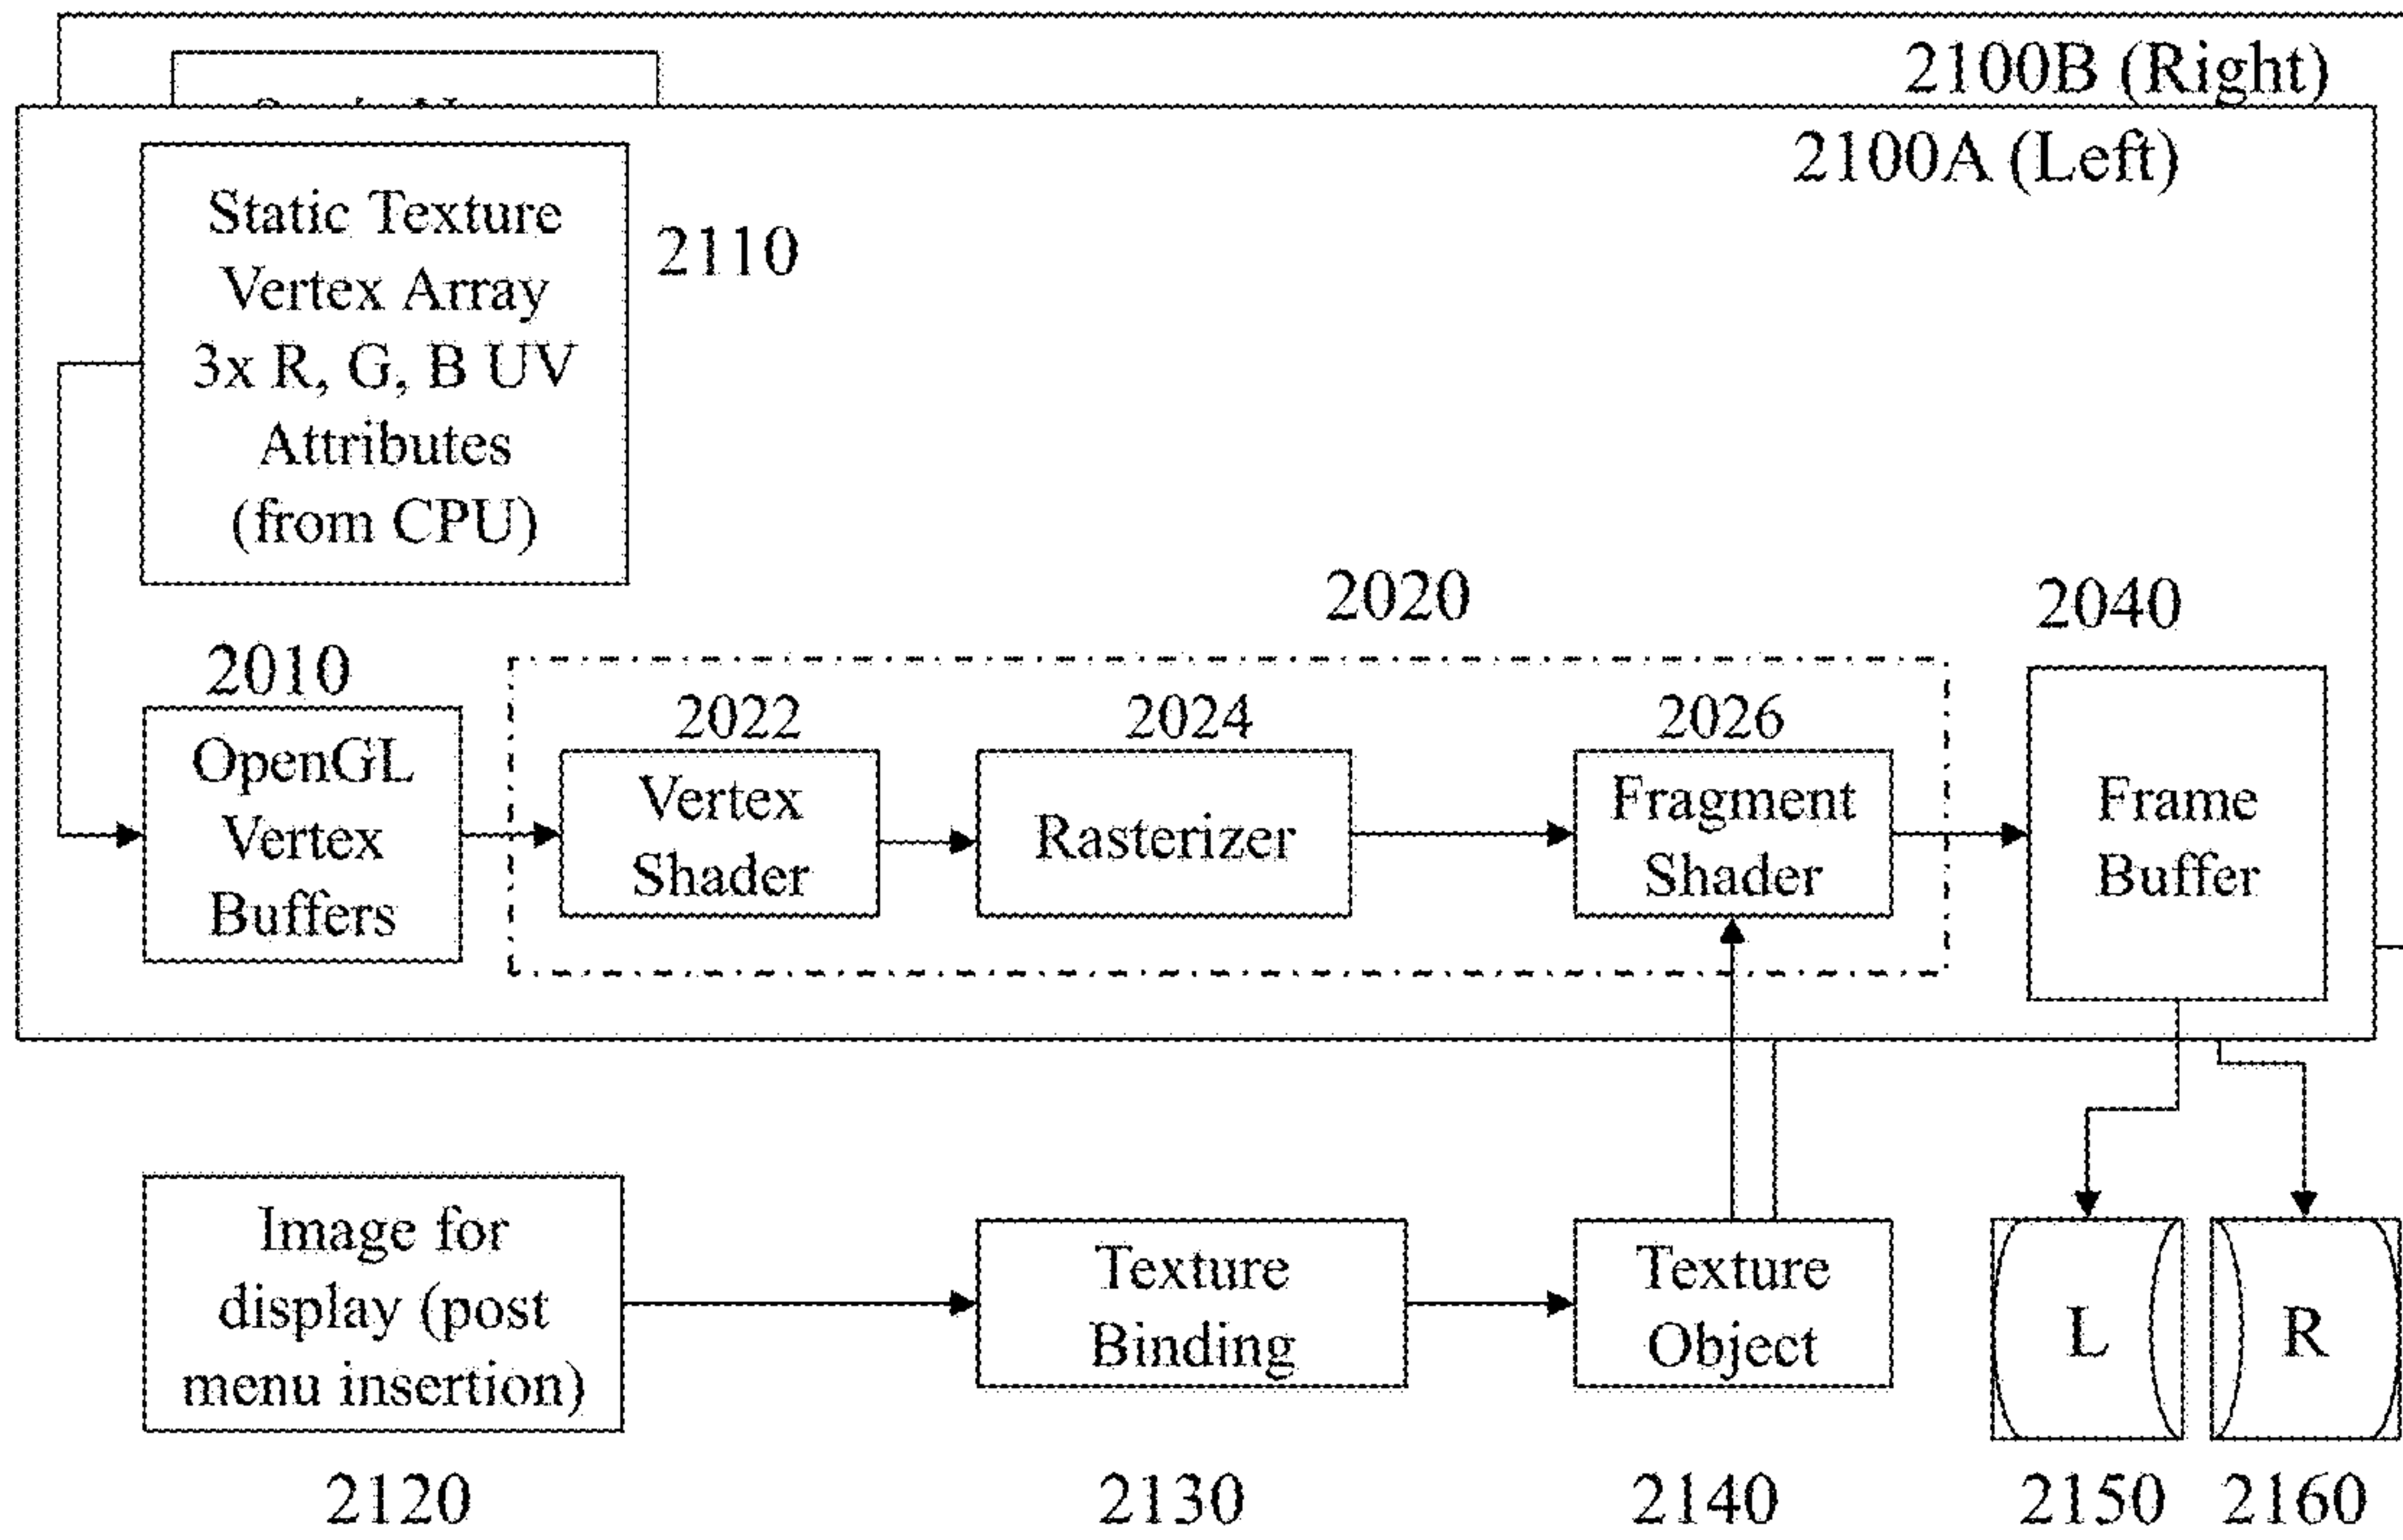 2100B (Right)
2100A (Left)
Static Texture
Vertex Array
3x R, G, B UV
Attributes
(from CPU)
2110
2020
2040
2010
2022
2024
2026
OpenGL
Vertex
Buffers
Vertex
Shader
Rasterizer
Fragment
Shader
Frame
Buffer
Image for
display (post
menu insertion)
Texture
Binding
Texture
Object
L
R
2120
2130
2140
2150
2160